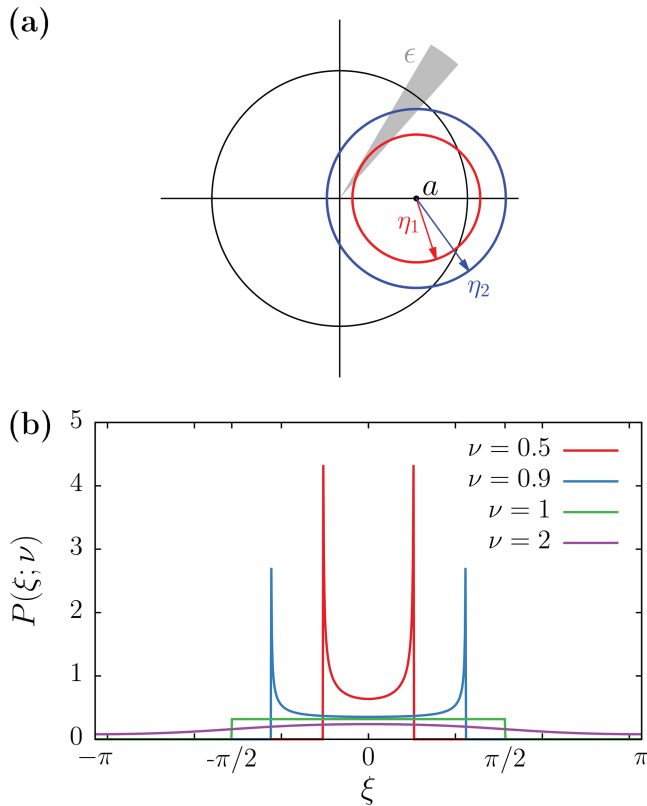 (a)
ϵ
a
η₁
η₂
(b)
5
4
3
2
1
0
P(ξ; ν)
ν = 0.5
ν = 0.9
ν = 1
ν = 2
−π
-π/2
0
π/2
π
ξ